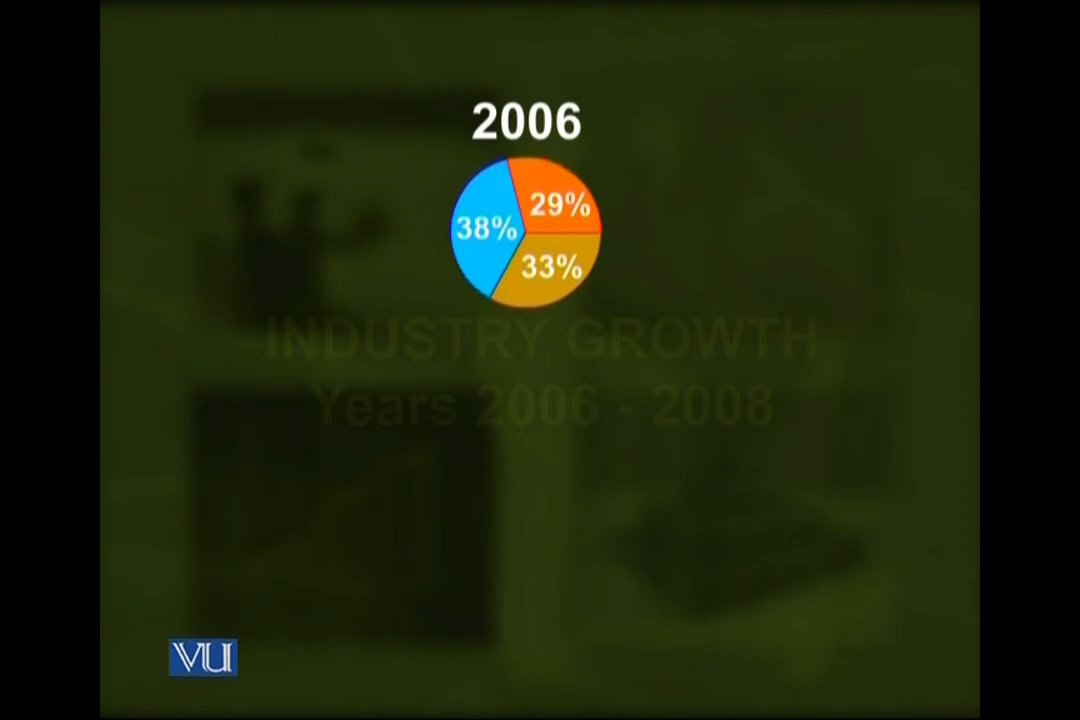 2006
29%
38%
33%
INDUSTRY GROWTH
Years 2006 - 2008
VU